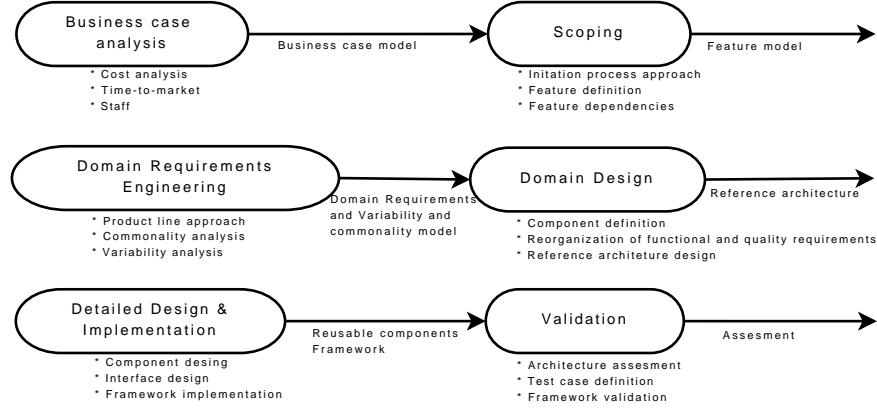 Business case
analysis
Business case model
* Cost analysis
* Time-to-market
* Staff
Scoping
Feature model
* Initation process approach
* Feature definition
* Feature dependencies
Domain Requirements
Engineering
Domain Requirements
and Variability and
commonality model
* Product line approach
* Commonality analysis
* Variability analysis
Domain Design
Reference architecture
* Component definition
* Reorganization of functional and quality requirements
* Reference architeture design
Detailed Design &
Implementation
Reusable components
Framework
* Component desing
* Interface design
* Framework implementation
Validation
Assesment
* Architecture assesment
* Test case definition
* Framework validation